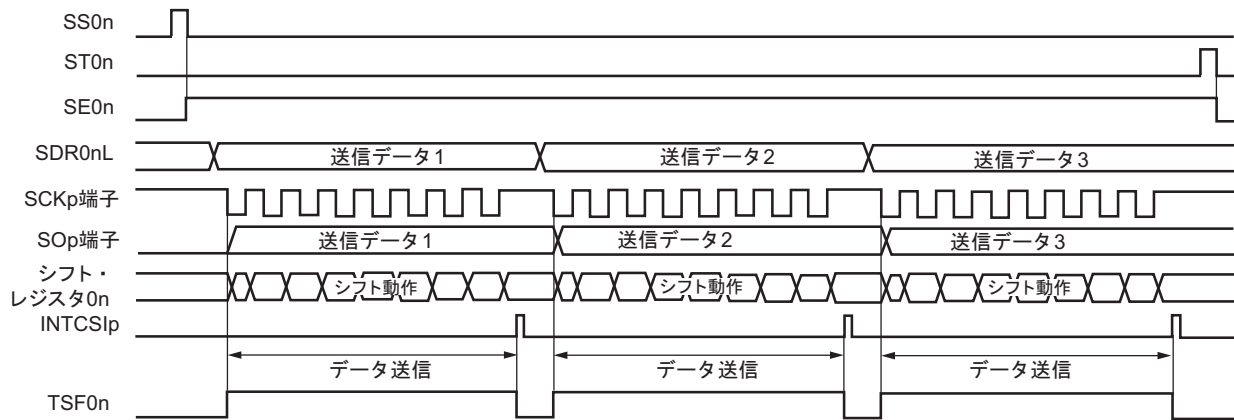 SS0n
ST0n
SE0n
SDR0nL 送信データ1 送信データ2 送信データ3
SCKp端子
SOp端子 送信データ1 送信データ2 送信データ3
シフト・
レジスタ0n シフト動作 シフト動作 シフト動作
INTCSIp
データ送信 データ送信 データ送信
TSF0n